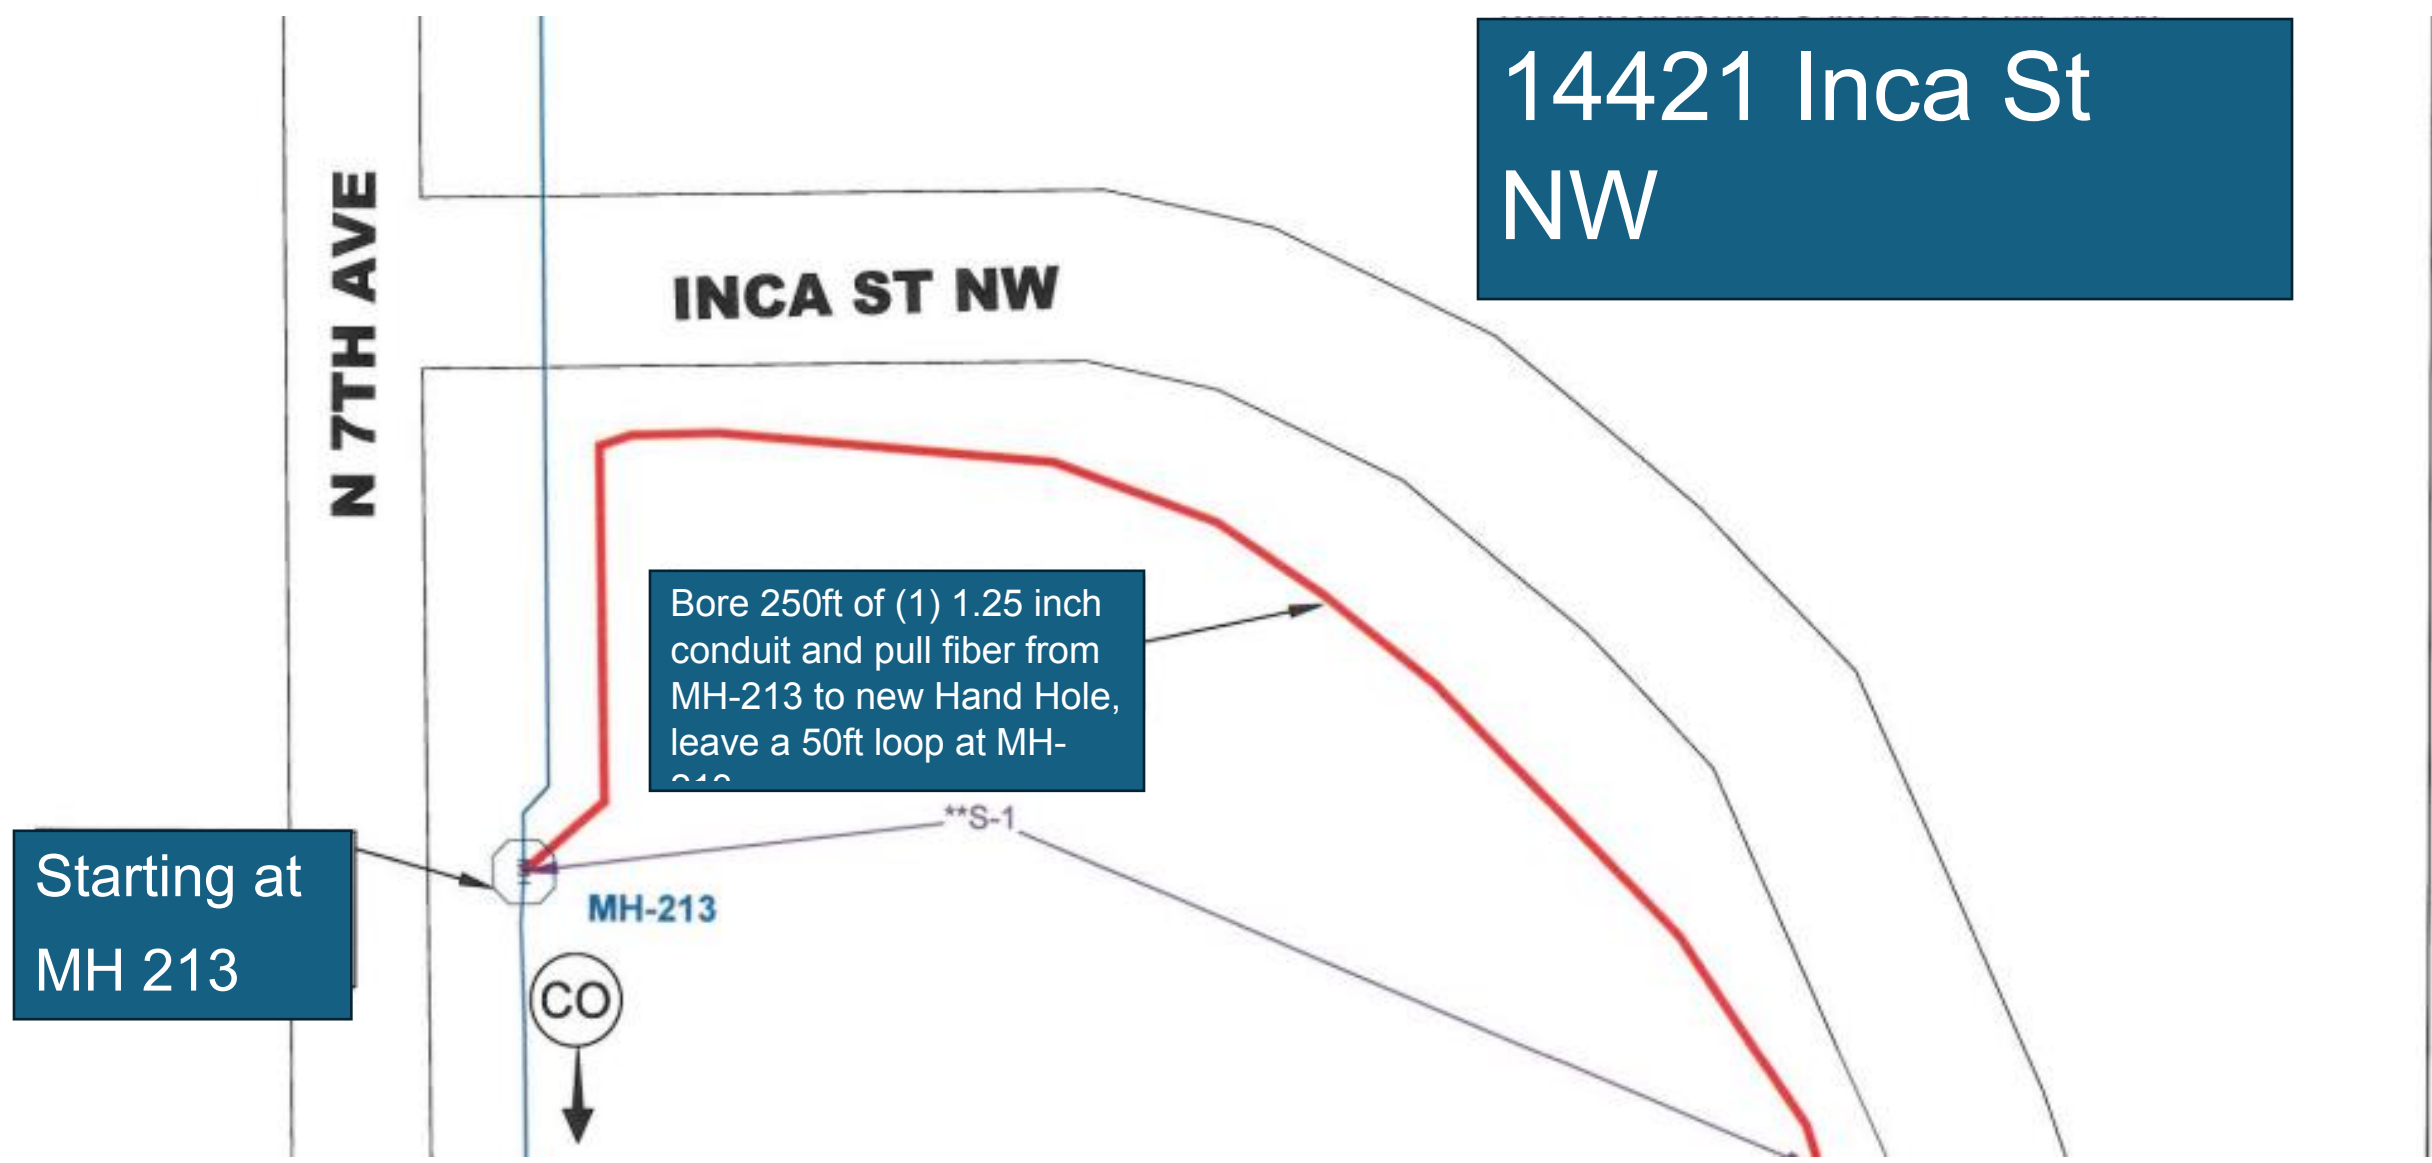 14421 Inca St
NW
N 7TH AVE
INCA ST NW
Bore 250ft of (1) 1.25 inch
conduit and pull fiber from
MH-213 to new Hand Hole,
leave a 50ft loop at MH-
**S-1
Starting at
MH 213
MH-213
CO